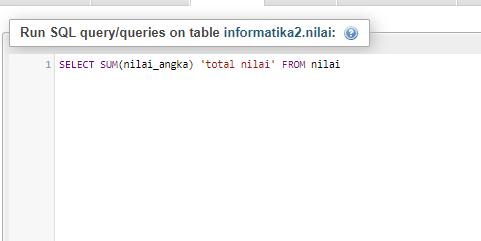 Run SQL query/queries on table informatika2.nilai:
1 SELECT SUM(nilai_angka) 'total nilai' FROM nilai